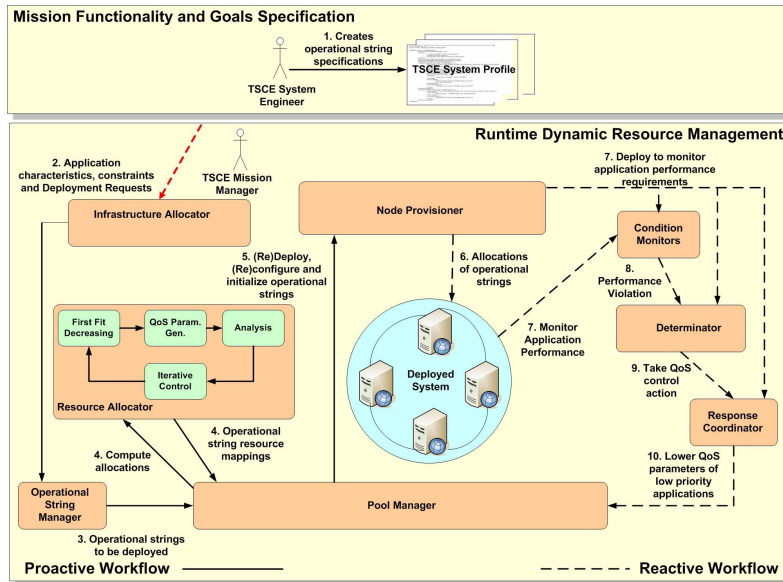 Mission Functionality and Goals Specification
1. Creates
operational string
specifications
TSCE System Profile
TSCE System
Engineer
Runtime Dynamic Resource Management
2. Application
characteristics, constraints
and Deployment Requests
TSCE Mission
Manager
7. Deploy to monitor
application performance
requirements
Infrastructure Allocator
Node Provisioner
Condition
Monitors
5. (Re)Deploy,
(Re)configure and
initialize operational
strings
6. Allocations
of operational
strings
8.
Performance
Violation
First Fit
Decreasing
QoS Param.
Gen.
Analysis
Iterative
Control
Resource Allocator
Deployed
System
7. Monitor
Application
Performance
Determinator
9. Take QoS
control
action
Response
Coordinator
4. Compute
allocations
4. Operational
string resource
mappings
10. Lower QoS
parameters of
low priority
applications
Operational
String
Manager
Pool Manager
3. Operational strings
to be deployed
Proactive Workflow
Reactive Workflow